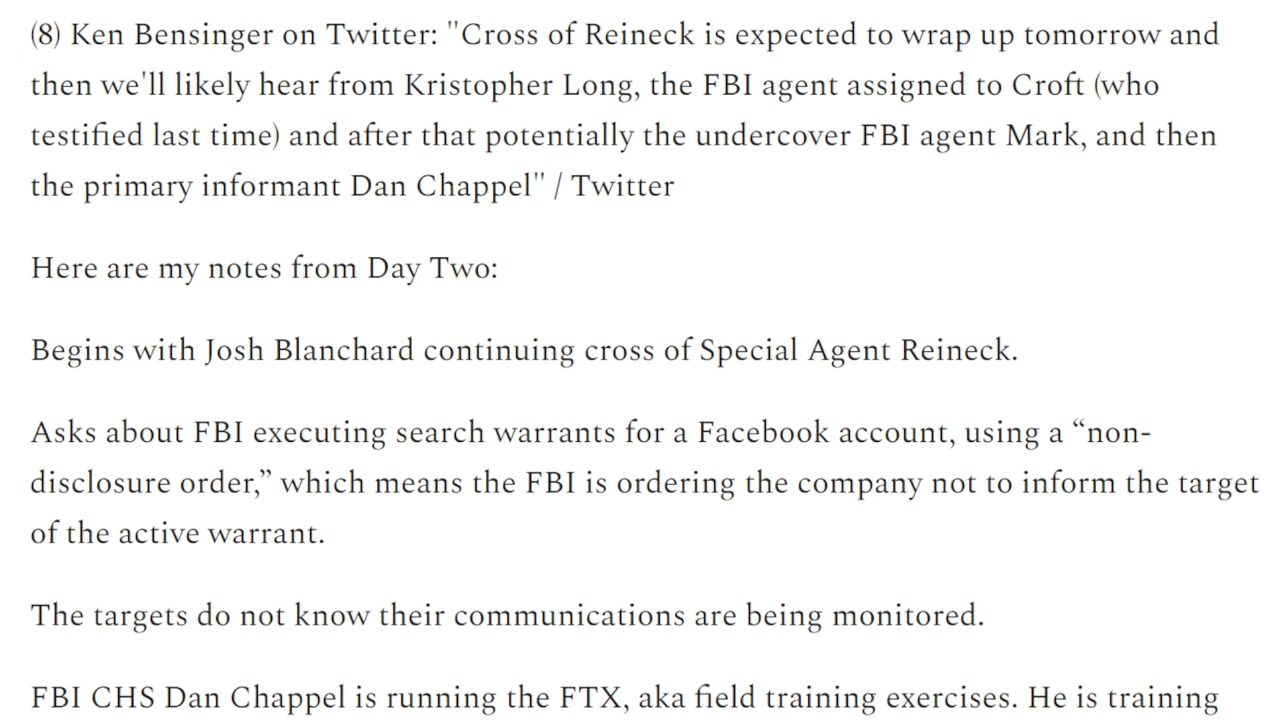 (8) Ken Bensinger on Twitter: "Cross of Reineck is expected to wrap up tomorrow and
then we'll likely hear from Kristopher Long, the FBI agent assigned to Croft (who
testified last time) and after that potentially the undercover FBI agent Mark, and then
the primary informant Dan Chappel" / Twitter
Here are my notes from Day Two:
Begins with Josh Blanchard continuing cross of Special Agent Reineck.
Asks about FBI executing search warrants for a Facebook account, using a “non-
disclosure order,” which means the FBI is ordering the company not to inform the target
of the active warrant.
The targets do not know their communications are being monitored.
FBI CHS Dan Chappel is running the FTX, aka field training exercises. He is training